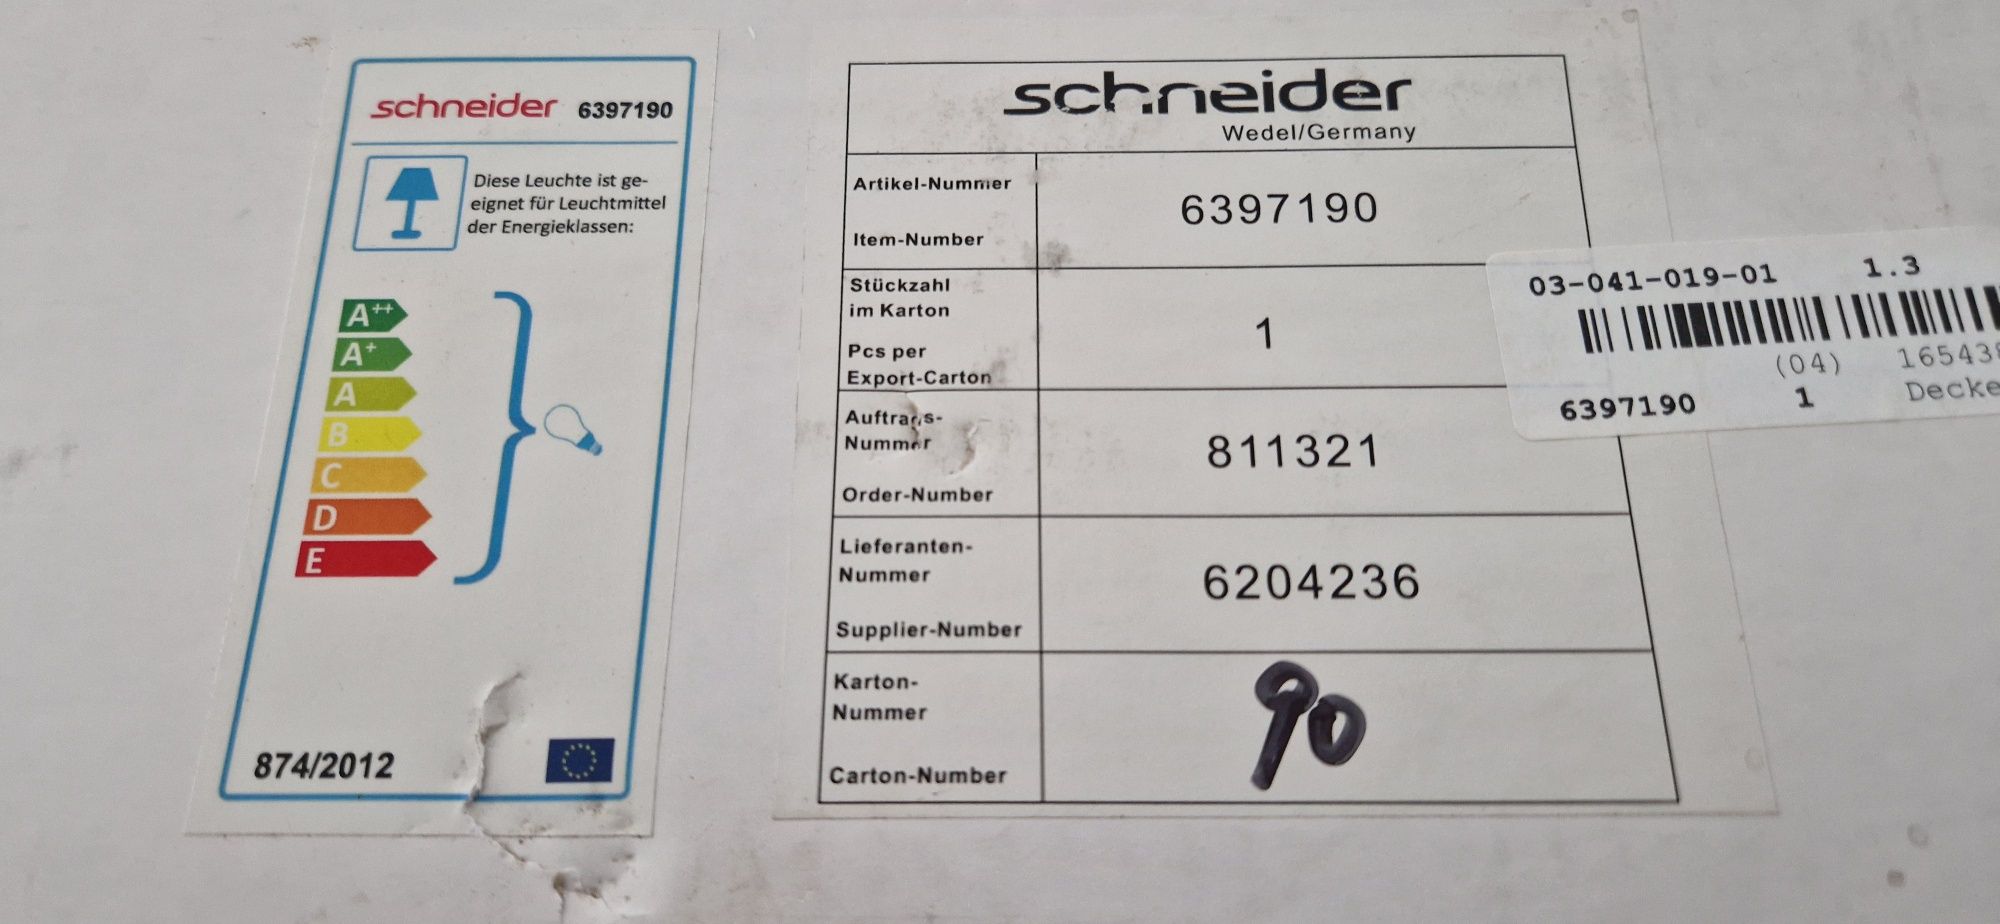 schneider 6397190
Diese Leuchte ist ge-
eignet für Leuchtmittel
der Energieklassen:
A++
A+
A
B
C
D
E
874/2012
schneider
Wedel/Germany
Artikel-Nummer
Item-Number
6397190
Stückzahl
im Karton
Pcs per
Export-Carton
1
Auftrags-
Nummer
Order-Number
811321
Lieferanten-
Nummer
Supplier-Number
6204236
Karton-
Nummer
Carton-Number
90
03-041-019-01 1.3
(04) 16543
6397190 1 Decke